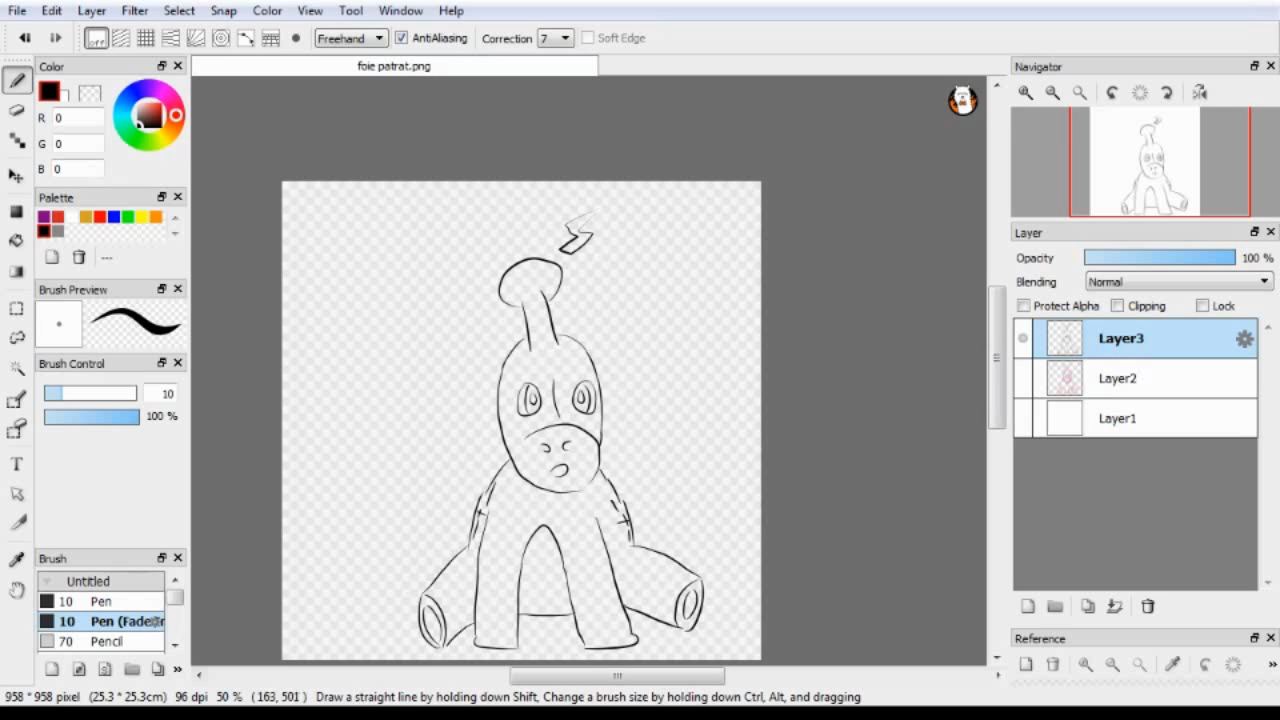 File Edit Layer Filter Select Snap Color View Tool Window Help
off Freehand AntiAliasing Correction 7 Soft Edge
Color
foie patrat.png
Navigator
R 0
G 0
B 0
Palette
---
Layer
Opacity 100 %
Blending Normal
Protect Alpha Clipping Lock
Brush Preview
Layer3
Layer2
Layer1
Brush Control
10
100 %
Brush
Untitled
10 Pen
10 Pen (Fade
70 Pencil
Reference
958 * 958 pixel (25.3 * 25.3cm) 96 dpi 50 % (163, 501) Draw a straight line by holding down Shift, Change a brush size by holding down Ctrl, Alt, and dragging